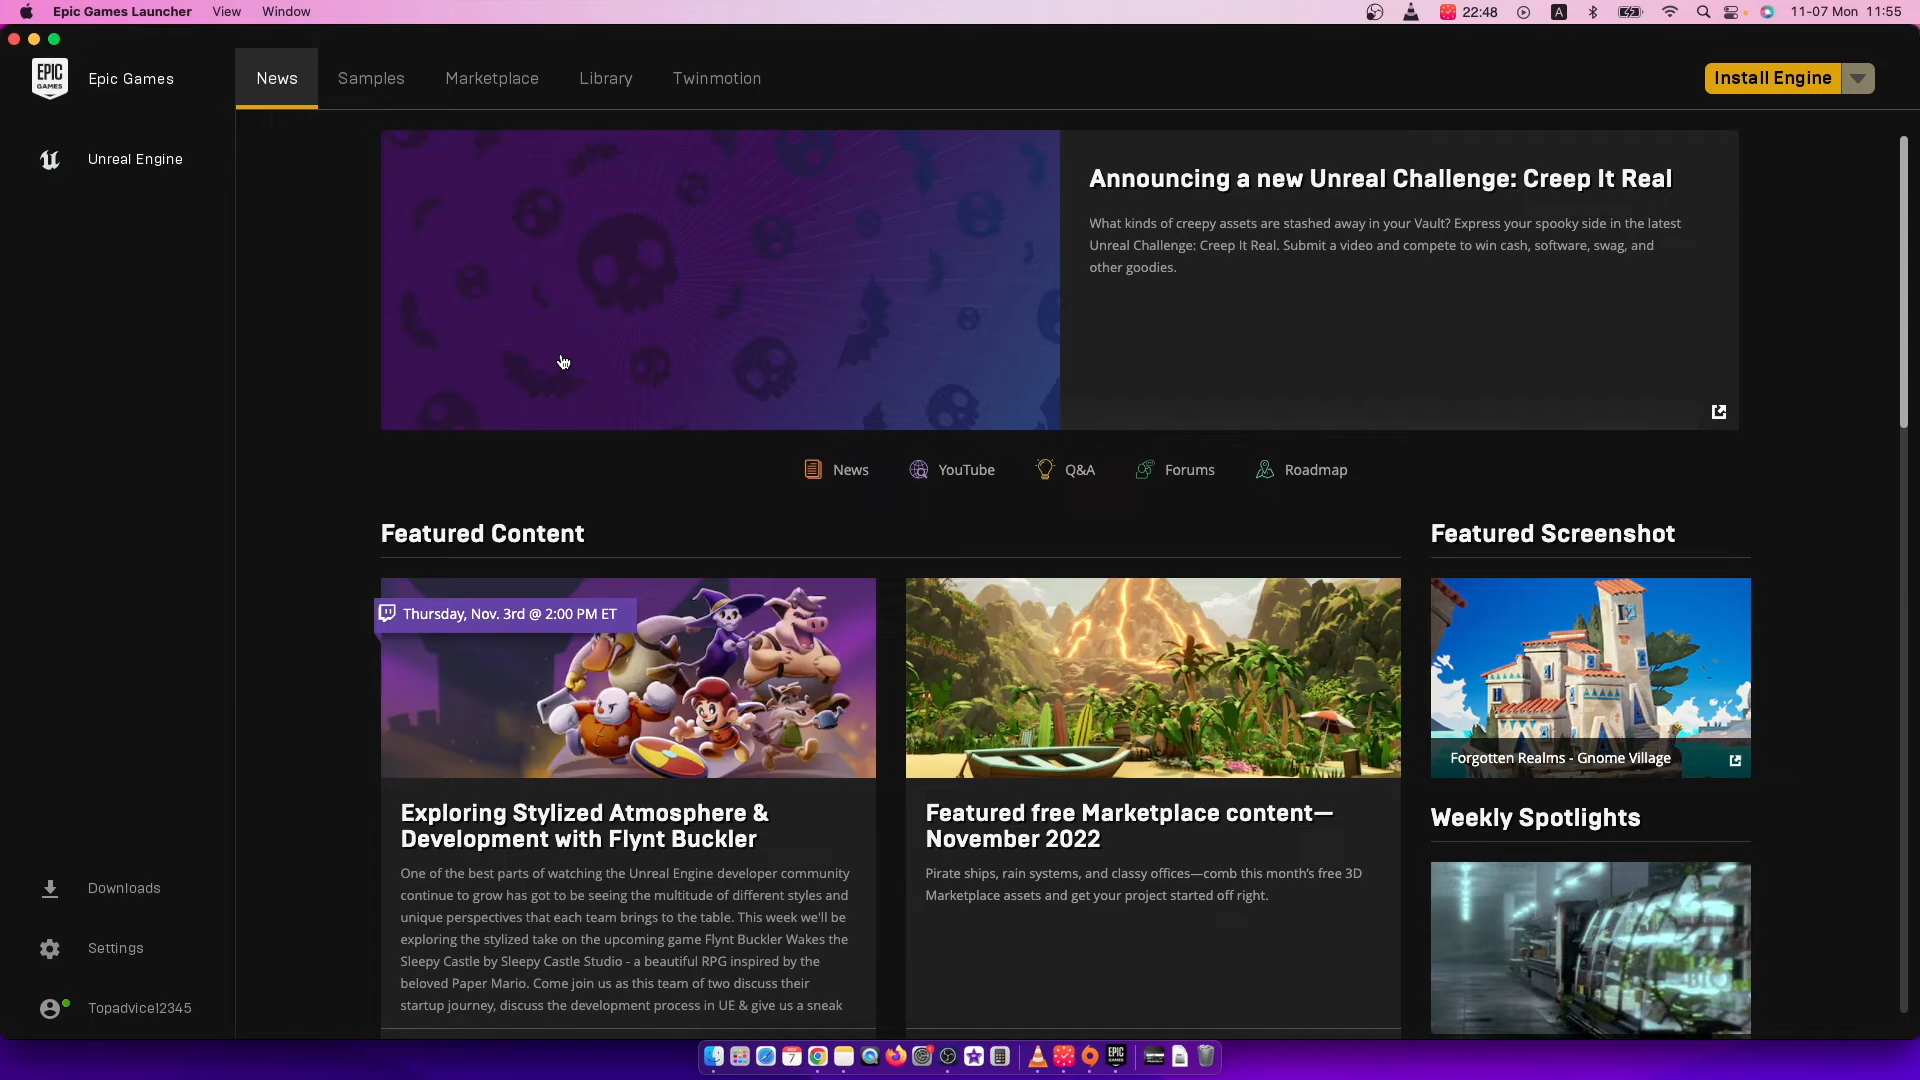 Epic Games Launcher View Window
22:48 A 11-07 Mon 11:55
EPIC GAMES Epic Games
News Samples Marketplace Library Twinmotion
Install Engine
Unreal Engine
Announcing a new Unreal Challenge: Creep It Real
What kinds of creepy assets are stashed away in your Vault? Express your spooky side in the latest
Unreal Challenge: Creep It Real. Submit a video and compete to win cash, software, swag, and
other goodies.
News YouTube Q&A Forums Roadmap
Featured Content
Thursday, Nov. 3rd @ 2:00 PM ET
Exploring Stylized Atmosphere &
Development with Flynt Buckler
One of the best parts of watching the Unreal Engine developer community
continue to grow has got to be seeing the multitude of different styles and
unique perspectives that each team brings to the table. This week we'll be
exploring the stylized take on the upcoming game Flynt Buckler Wakes the
Sleepy Castle by Sleepy Castle Studio - a beautiful RPG inspired by the
beloved Paper Mario. Come join us as this team of two discuss their
startup journey, discuss the development process in UE & give us a sneak
Featured free Marketplace content—
November 2022
Pirate ships, rain systems, and classy offices—comb this month's free 3D
Marketplace assets and get your project started off right.
Featured Screenshot
Forgotten Realms - Gnome Village
Weekly Spotlights
Downloads
Settings
Topadvice12345
7
EPIC GAMES